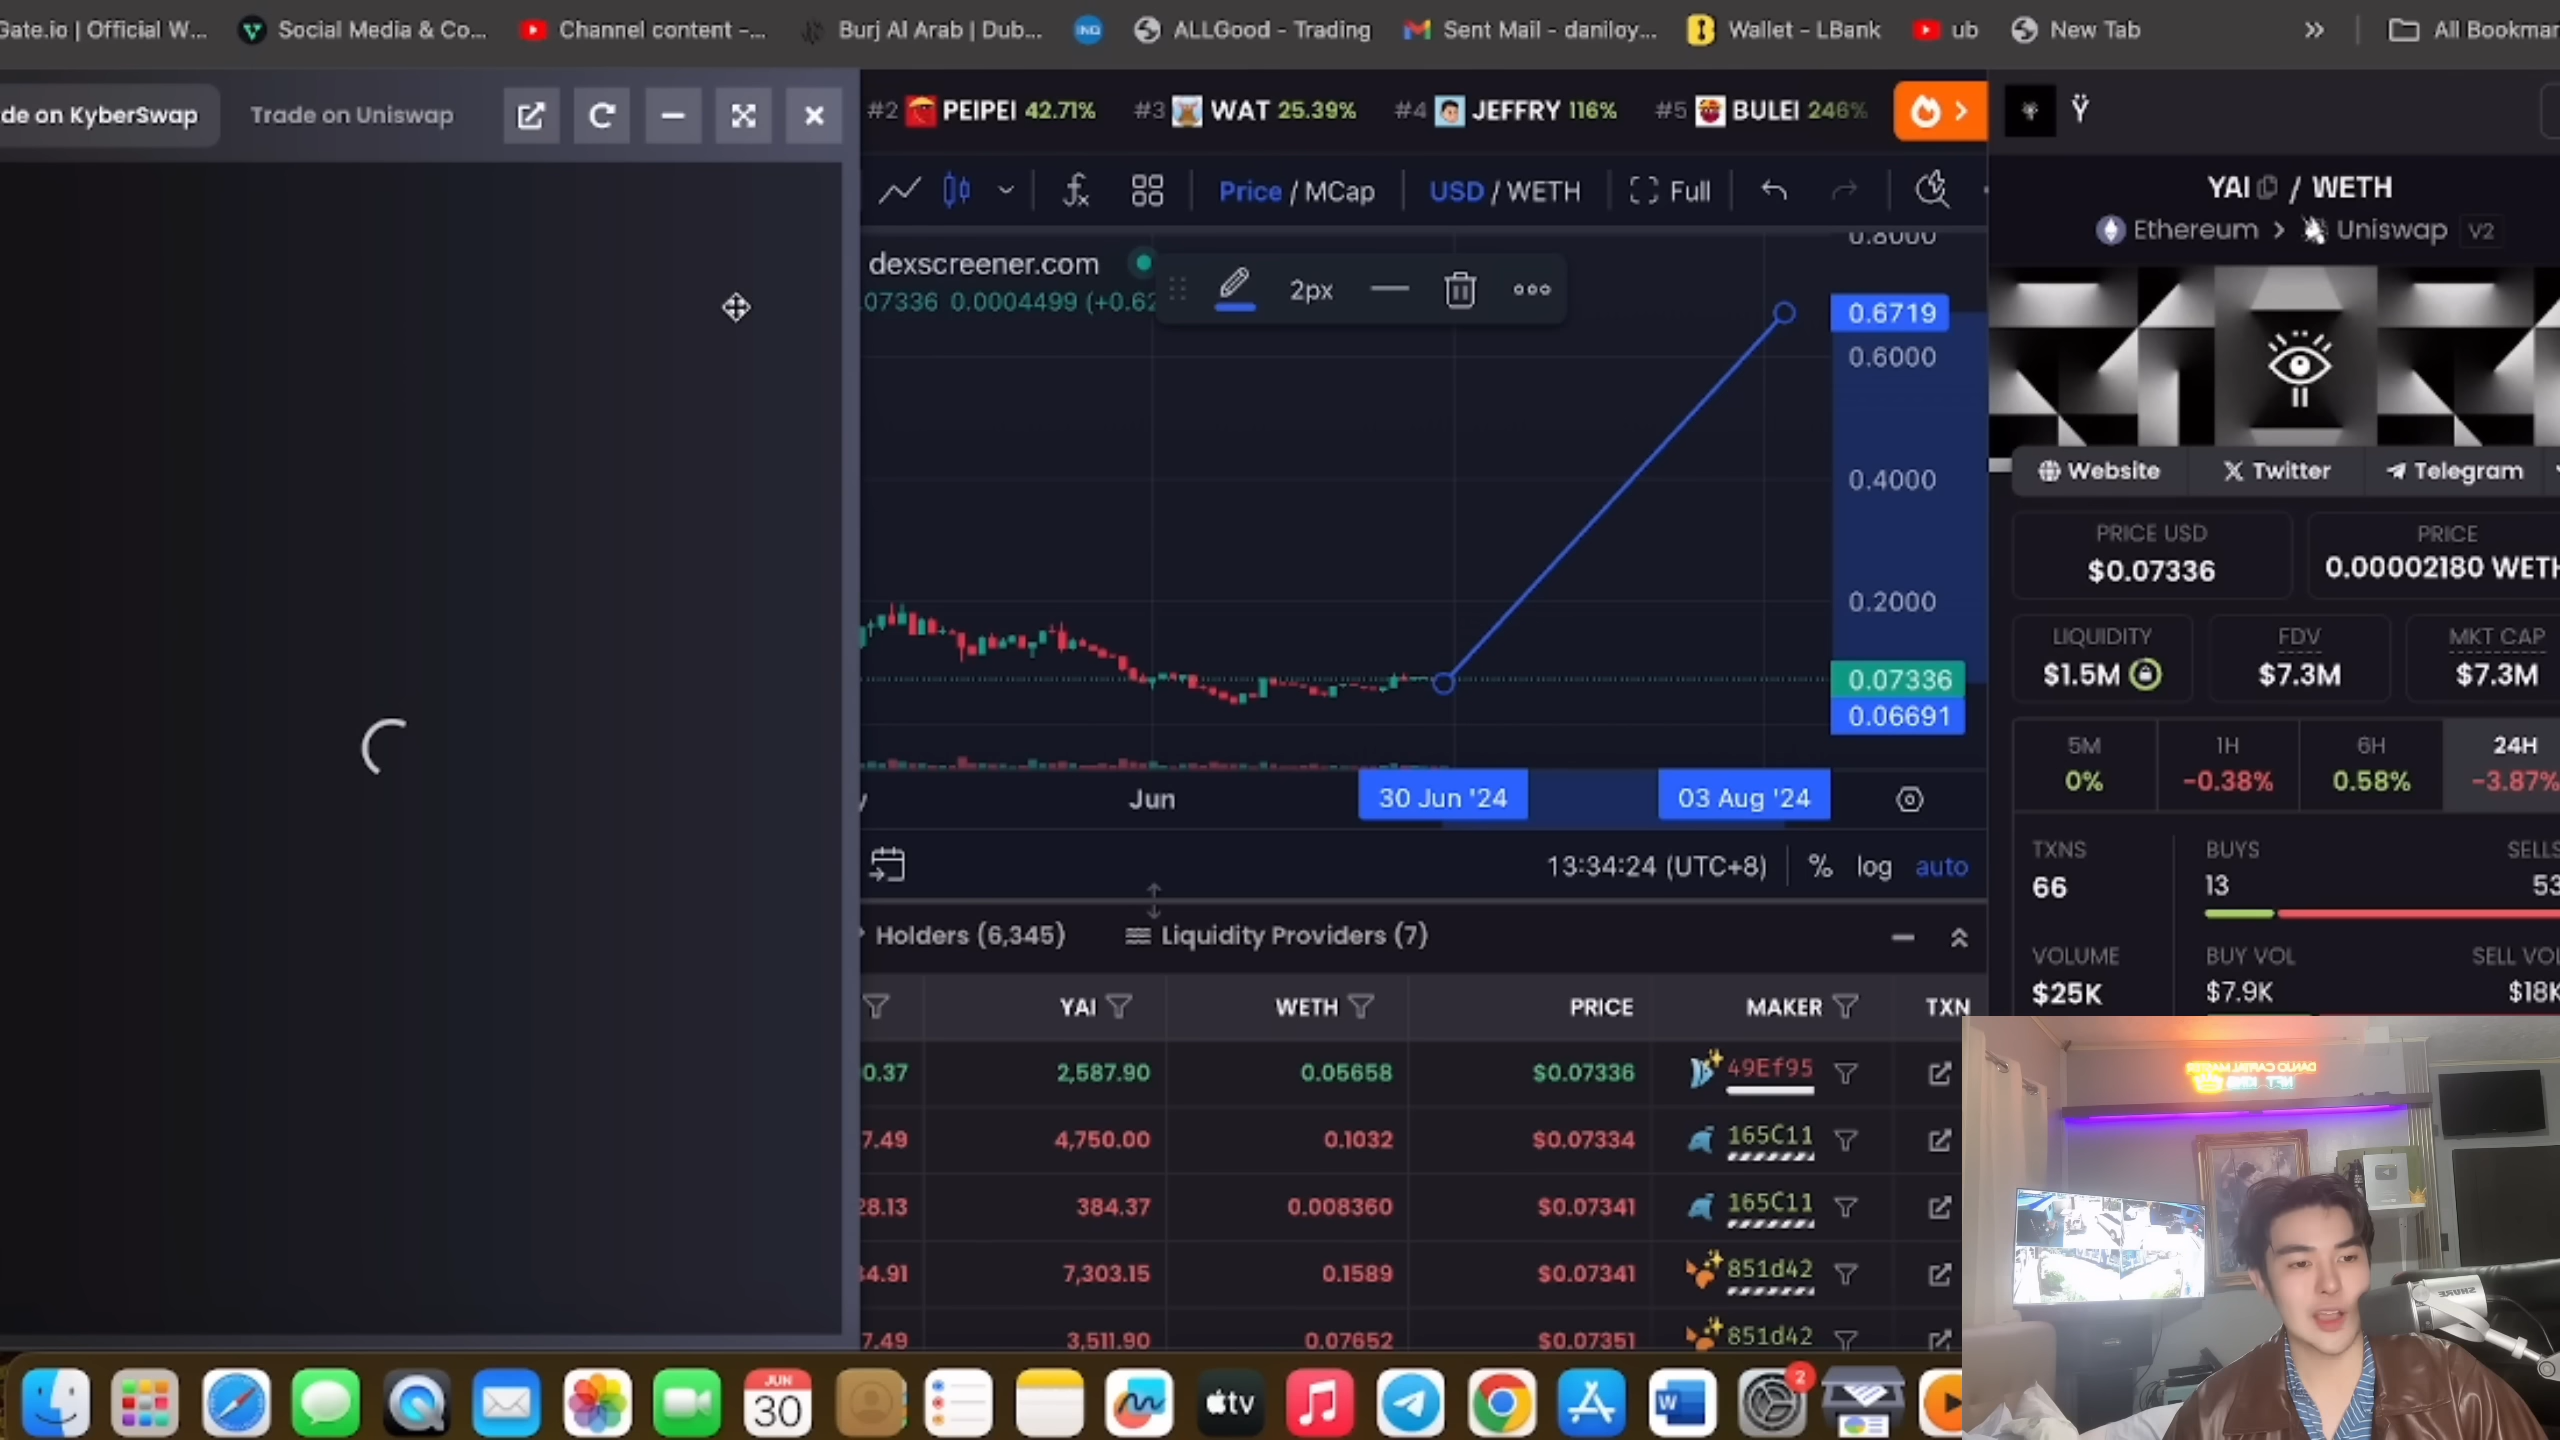 Gate.io | Official W...
Social Media & Co...
Channel content -...
Burj Al Arab | Dub...
INQ
ALLGood - Trading
Sent Mail - daniloy...
Wallet - LBank
ub
New Tab
»
All Bookmar
de on KyberSwap
Trade on Uniswap
#2 PEIPEI 42.71%
#3 WAT 25.39%
#4 JEFFRY 116%
#5 BULEI 246%
Ÿ
Price / MCap
USD / WETH
Full
YAI / WETH
Ethereum > Uniswap V2
dexscreener.com
07336 0.0004499 (+0.62
2px
0.8000
0.6719
0.6000
0.4000
0.2000
0.07336
0.06691
Jun
30 Jun '24
03 Aug '24
13:34:24 (UTC+8)
% log auto
Website
Twitter
Telegram
PRICE USD
$0.07336
PRICE
0.00002180 WETH
LIQUIDITY
$1.5M
FDV
$7.3M
MKT CAP
$7.3M
5M
0%
1H
-0.38%
6H
0.58%
24H
-3.87%
TXNS
66
BUYS
13
SELLS
53
VOLUME
$25K
BUY VOL
$7.9K
SELL VOL
$18K
Holders (6,345)
Liquidity Providers (7)
YAI WETH PRICE MAKER TXN
0.37 2,587.90 0.05658 $0.07336 49Ef95
7.49 4,750.00 0.1032 $0.07334 165C11
28.13 384.37 0.008360 $0.07341 165C11
34.91 7,303.15 0.1589 $0.07341 851d42
7.49 3,511.90 0.07652 $0.07351 851d42
JUN
30
tv
W
2
SHURE